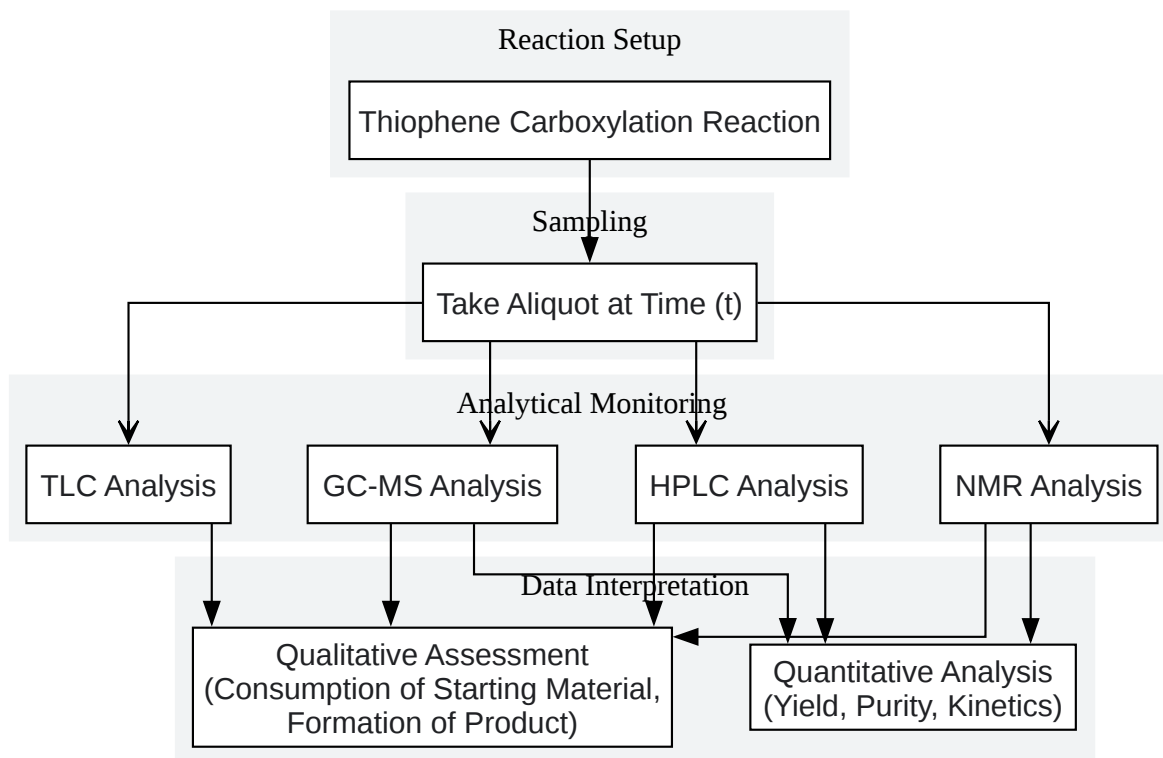 Reaction Setup
Thiophene Carboxylation Reaction
Sampling
Take Aliquot at Time (t)
Analytical Monitoring
TLC Analysis
GC-MS Analysis
HPLC Analysis
NMR Analysis
Data Interpretation
Qualitative Assessment
(Consumption of Starting Material,
Formation of Product)
Quantitative Analysis
(Yield, Purity, Kinetics)